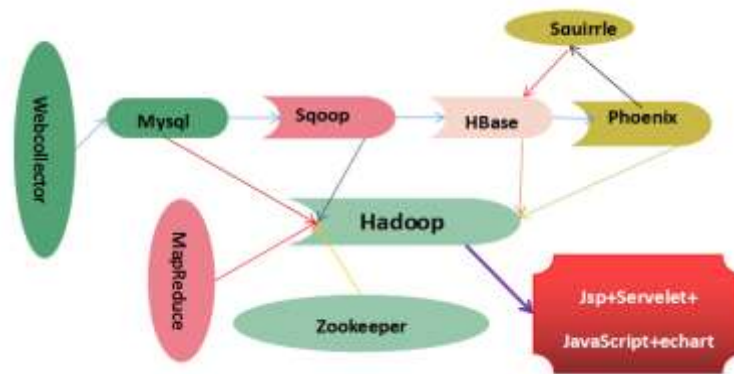 Squirrle
Webcollector
Mysql
Sqoop
HBase
Phoenix
Hadoop
MapReduce
Zookeeper
Jsp+Servelet+
JavaScript+echart